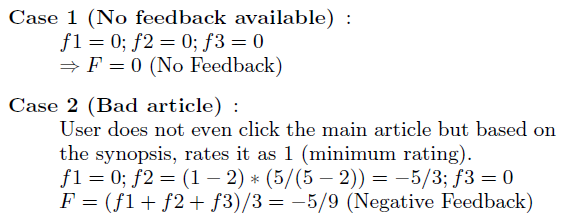 Case 1 (No feedback available) :
f1 = 0; f2 = 0; f3 = 0
⇒ F = 0 (No Feedback)
Case 2 (Bad article) :
User does not even click the main article but based on
the synopsis, rates it as 1 (minimum rating).
f1 = 0; f2 = (1 − 2) ∗ (5/(5 − 2)) = −5/3; f3 = 0
F = (f1 + f2 + f3)/3 = −5/9 (Negative Feedback)